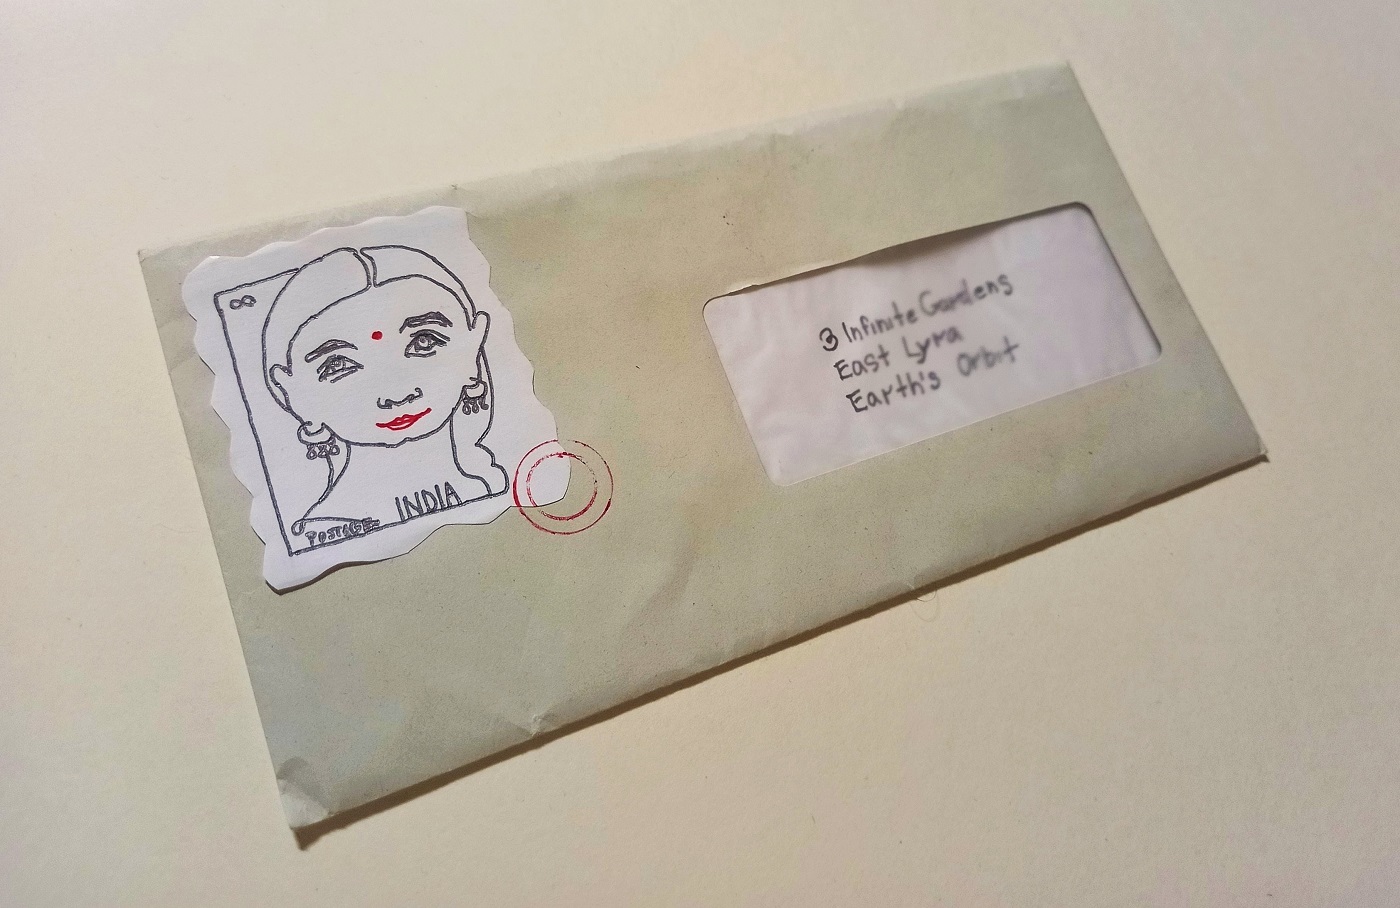 ∞
POSTAGE
INDIA
3 Infinite Gardens
East Lyra
Earth's Orbit